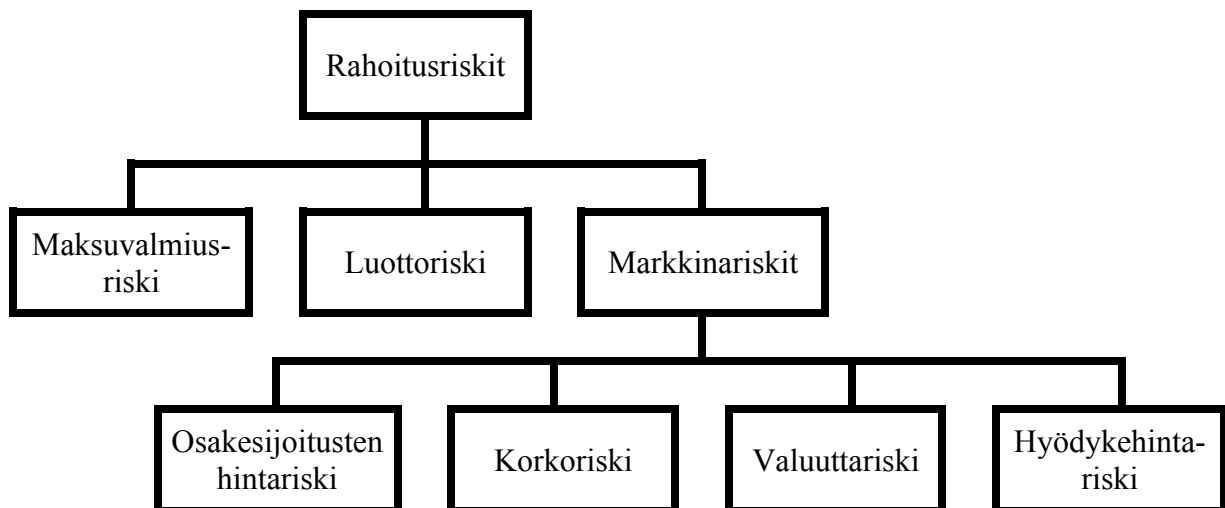 Rahoitusriskit
Maksuvalmius-
riski
Luottoriski
Markkinariskit
Osakesijoitusten
hintariski
Korkoriski
Valuuttariski
Hyödykehinta-
riski